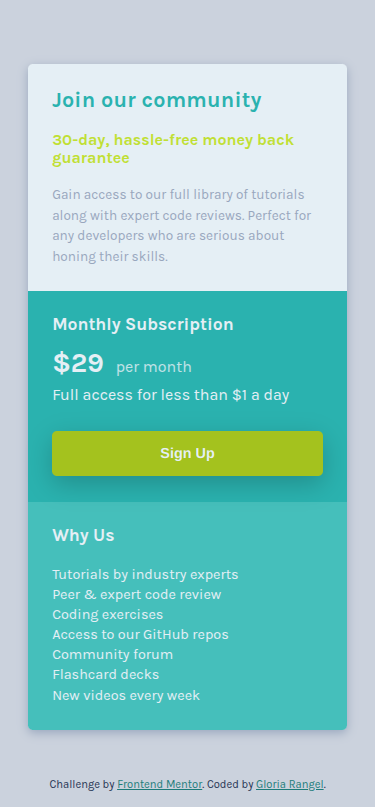 Join our community
30-day, hassle-free money back
guarantee
Gain access to our full library of tutorials
along with expert code reviews. Perfect for
any developers who are serious about
honing their skills.
Monthly Subscription
$29 per month
Full access for less than $1 a day
Sign Up
Why Us
Tutorials by industry experts
Peer & expert code review
Coding exercises
Access to our GitHub repos
Community forum
Flashcard decks
New videos every week
Challenge by Frontend Mentor. Coded by Gloria Rangel.